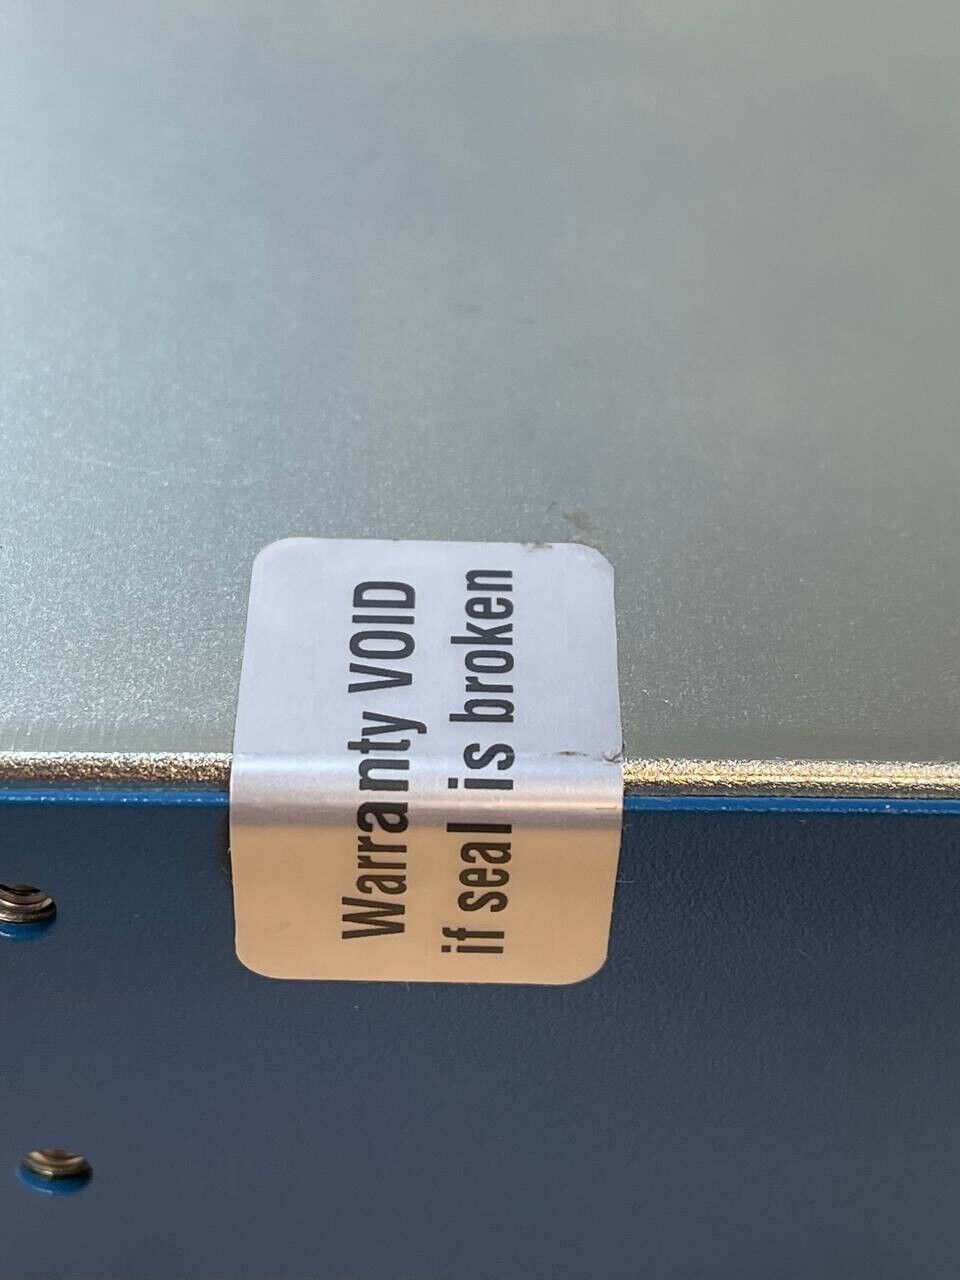 Warranty VOID
if seal is broken